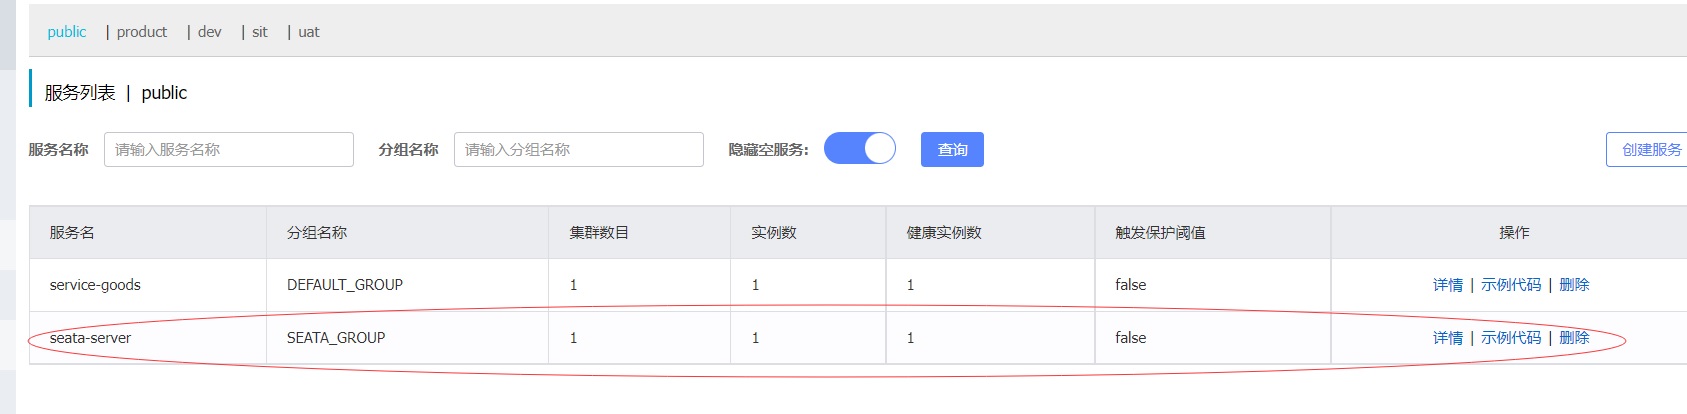 public | product | dev | sit | uat
服务列表 | public
服务名称 请输入服务名称 分组名称 请输入分组名称 隐藏空服务: 查询 创建服务
服务名 分组名称 集群数目 实例数 健康实例数 触发保护阈值 操作
service-goods DEFAULT_GROUP 1 1 1 false 详情 | 示例代码 | 删除
seata-server SEATA_GROUP 1 1 1 false 详情 | 示例代码 | 删除